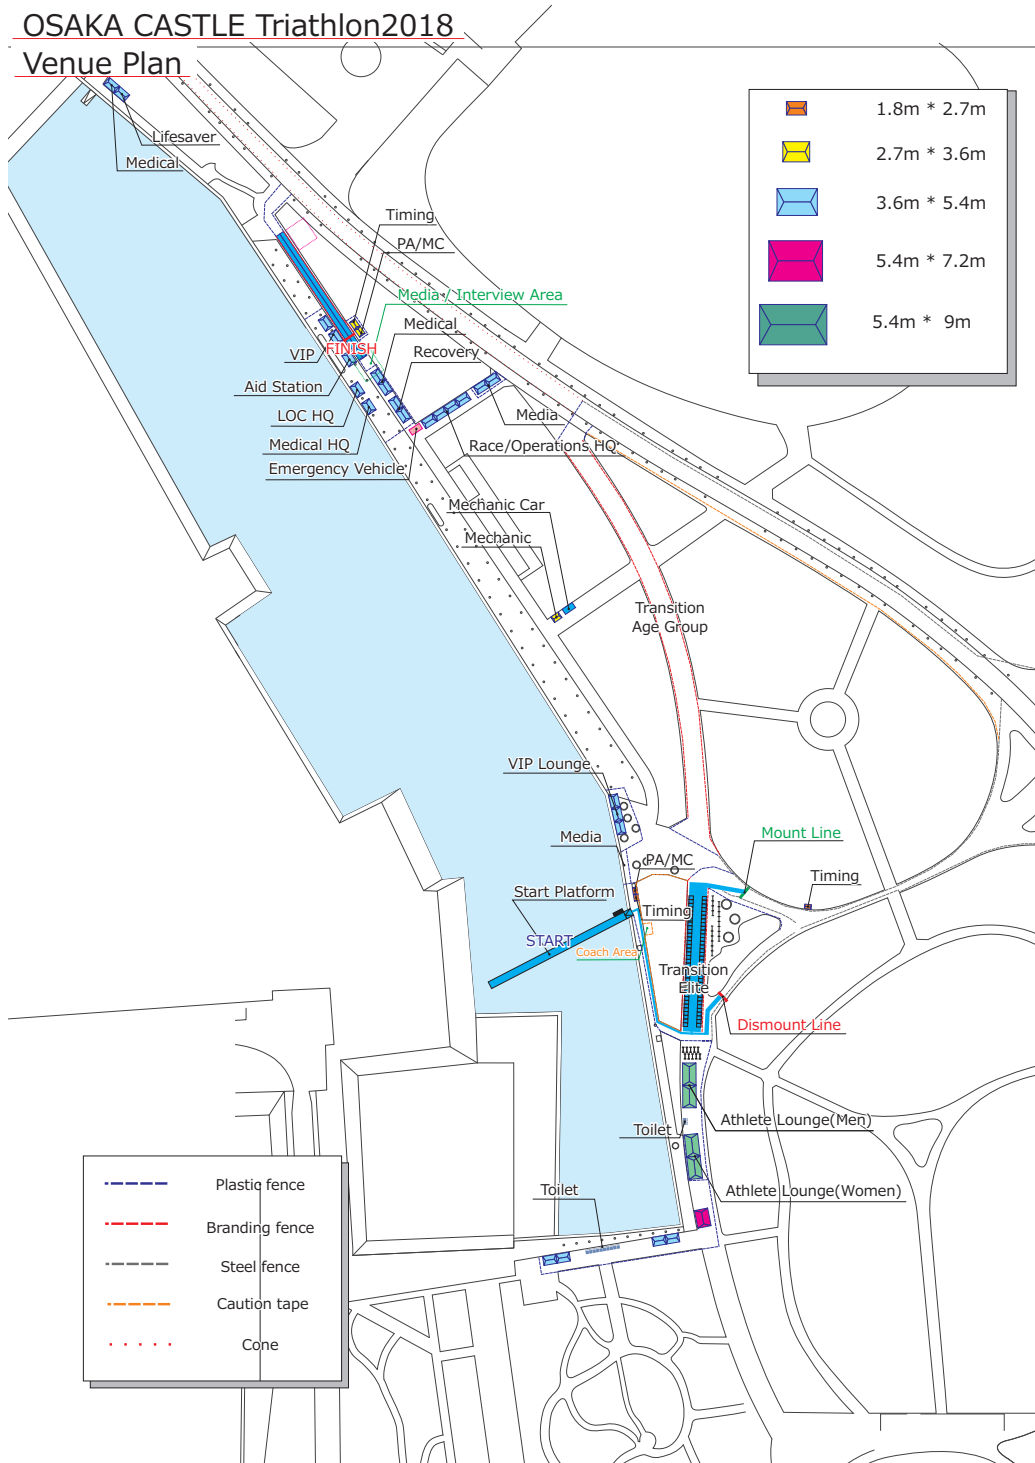 OSAKA CASTLE Triathlon2018
Venue Plan
1.8m * 2.7m
2.7m * 3.6m
3.6m * 5.4m
5.4m * 7.2m
5.4m * 9m
Lifesaver
Medical
Timing
PA/MC
Media / Interview Area
Medical
FINISH
VIP
Recovery
Aid Station
LOC HQ
Media
Medical HQ
Race/Operations HQ
Emergency Vehicle
Mechanic Car
Mechanic
Transition
Age Group
VIP Lounge
Media
Mount Line
PA/MC
Timing
Start Platform
Timing
START
Coach Area
Transition
Elite
Dismount Line
Athlete Lounge(Men)
Toilet
Athlete Lounge(Women)
Toilet
Plastic fence
Branding fence
Steel fence
Caution tape
Cone